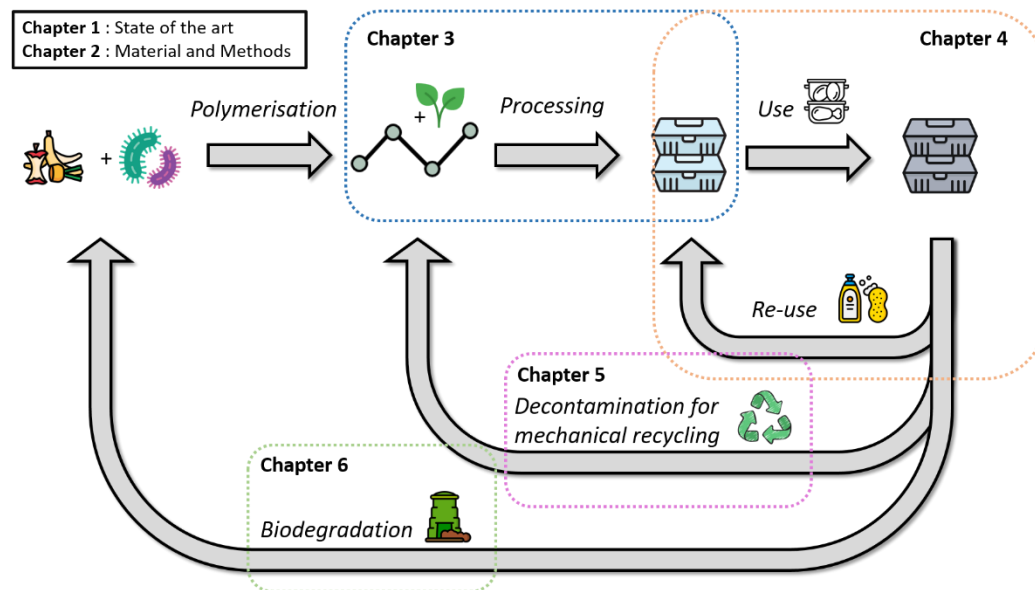 Chapter 1 : State of the art
Chapter 2 : Material and Methods
Chapter 3
Chapter 4
Polymerisation
Processing
Use
+
+
Re-use
Chapter 5
Decontamination for
mechanical recycling
Chapter 6
Biodegradation